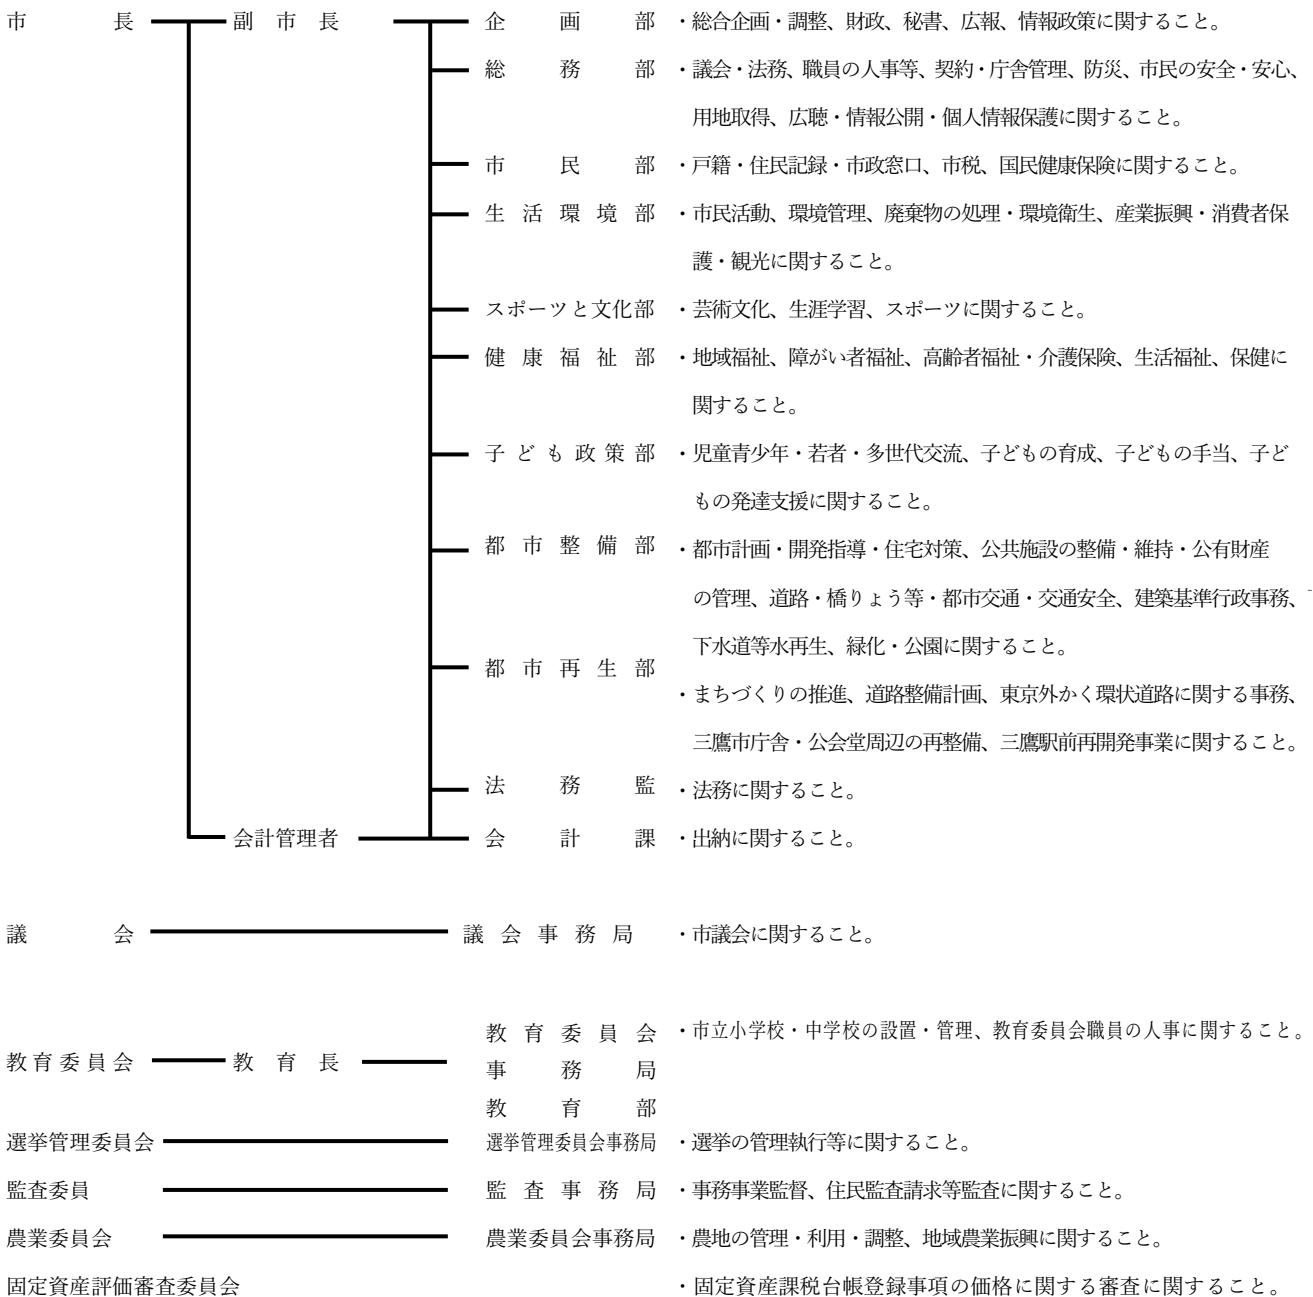 市長 副市長 企画部 ・総合企画・調整、財政、秘書、広報、情報政策に関すること。
総務部 ・議会・法務、職員の人事等、契約・庁舎管理、防災、市民の安全・安心、
用地取得、広聴・情報公開・個人情報保護に関すること。
市民部 ・戸籍・住民記録・市政窓口、市税、国民健康保険に関すること。
生活環境部 ・市民活動、環境管理、廃棄物の処理・環境衛生、産業振興・消費者保
護・観光に関すること。
スポーツと文化部 ・芸術文化、生涯学習、スポーツに関すること。
健康福祉部 ・地域福祉、障がい者福祉、高齢者福祉・介護保険、生活福祉、保健に
関すること。
子ども政策部 ・児童青少年・若者・多世代交流、子どもの育成、子どもの手当、子ど
もの発達支援に関すること。
都市整備部 ・都市計画・開発指導・住宅対策、公共施設の整備・維持・公有財産
の管理、道路・橋りょう等・都市交通・交通安全、建築基準行政事務、
下水道等水再生、緑化・公園に関すること。
都市再生部
・まちづくりの推進、道路整備計画、東京外かく環状道路に関する事務、
三鷹市庁舎・公会堂周辺の再整備、三鷹駅前再開発事業に関すること。
法務監 ・法務に関すること。
会計管理者 会計課 ・出納に関すること。
議会 議会事務局 ・市議会に関すること。
教育委員会 ・市立小学校・中学校の設置・管理、教育委員会職員の人事に関すること。
教育委員会 教育長 事務局
教育部
選挙管理委員会 選挙管理委員会事務局 ・選挙の管理執行等に関すること。
監査委員 監査事務局 ・事務事業監督、住民監査請求等監査に関すること。
農業委員会 農業委員会事務局 ・農地の管理・利用・調整、地域農業振興に関すること。
固定資産評価審査委員会 ・固定資産課税台帳登録事項の価格に関する審査に関すること。